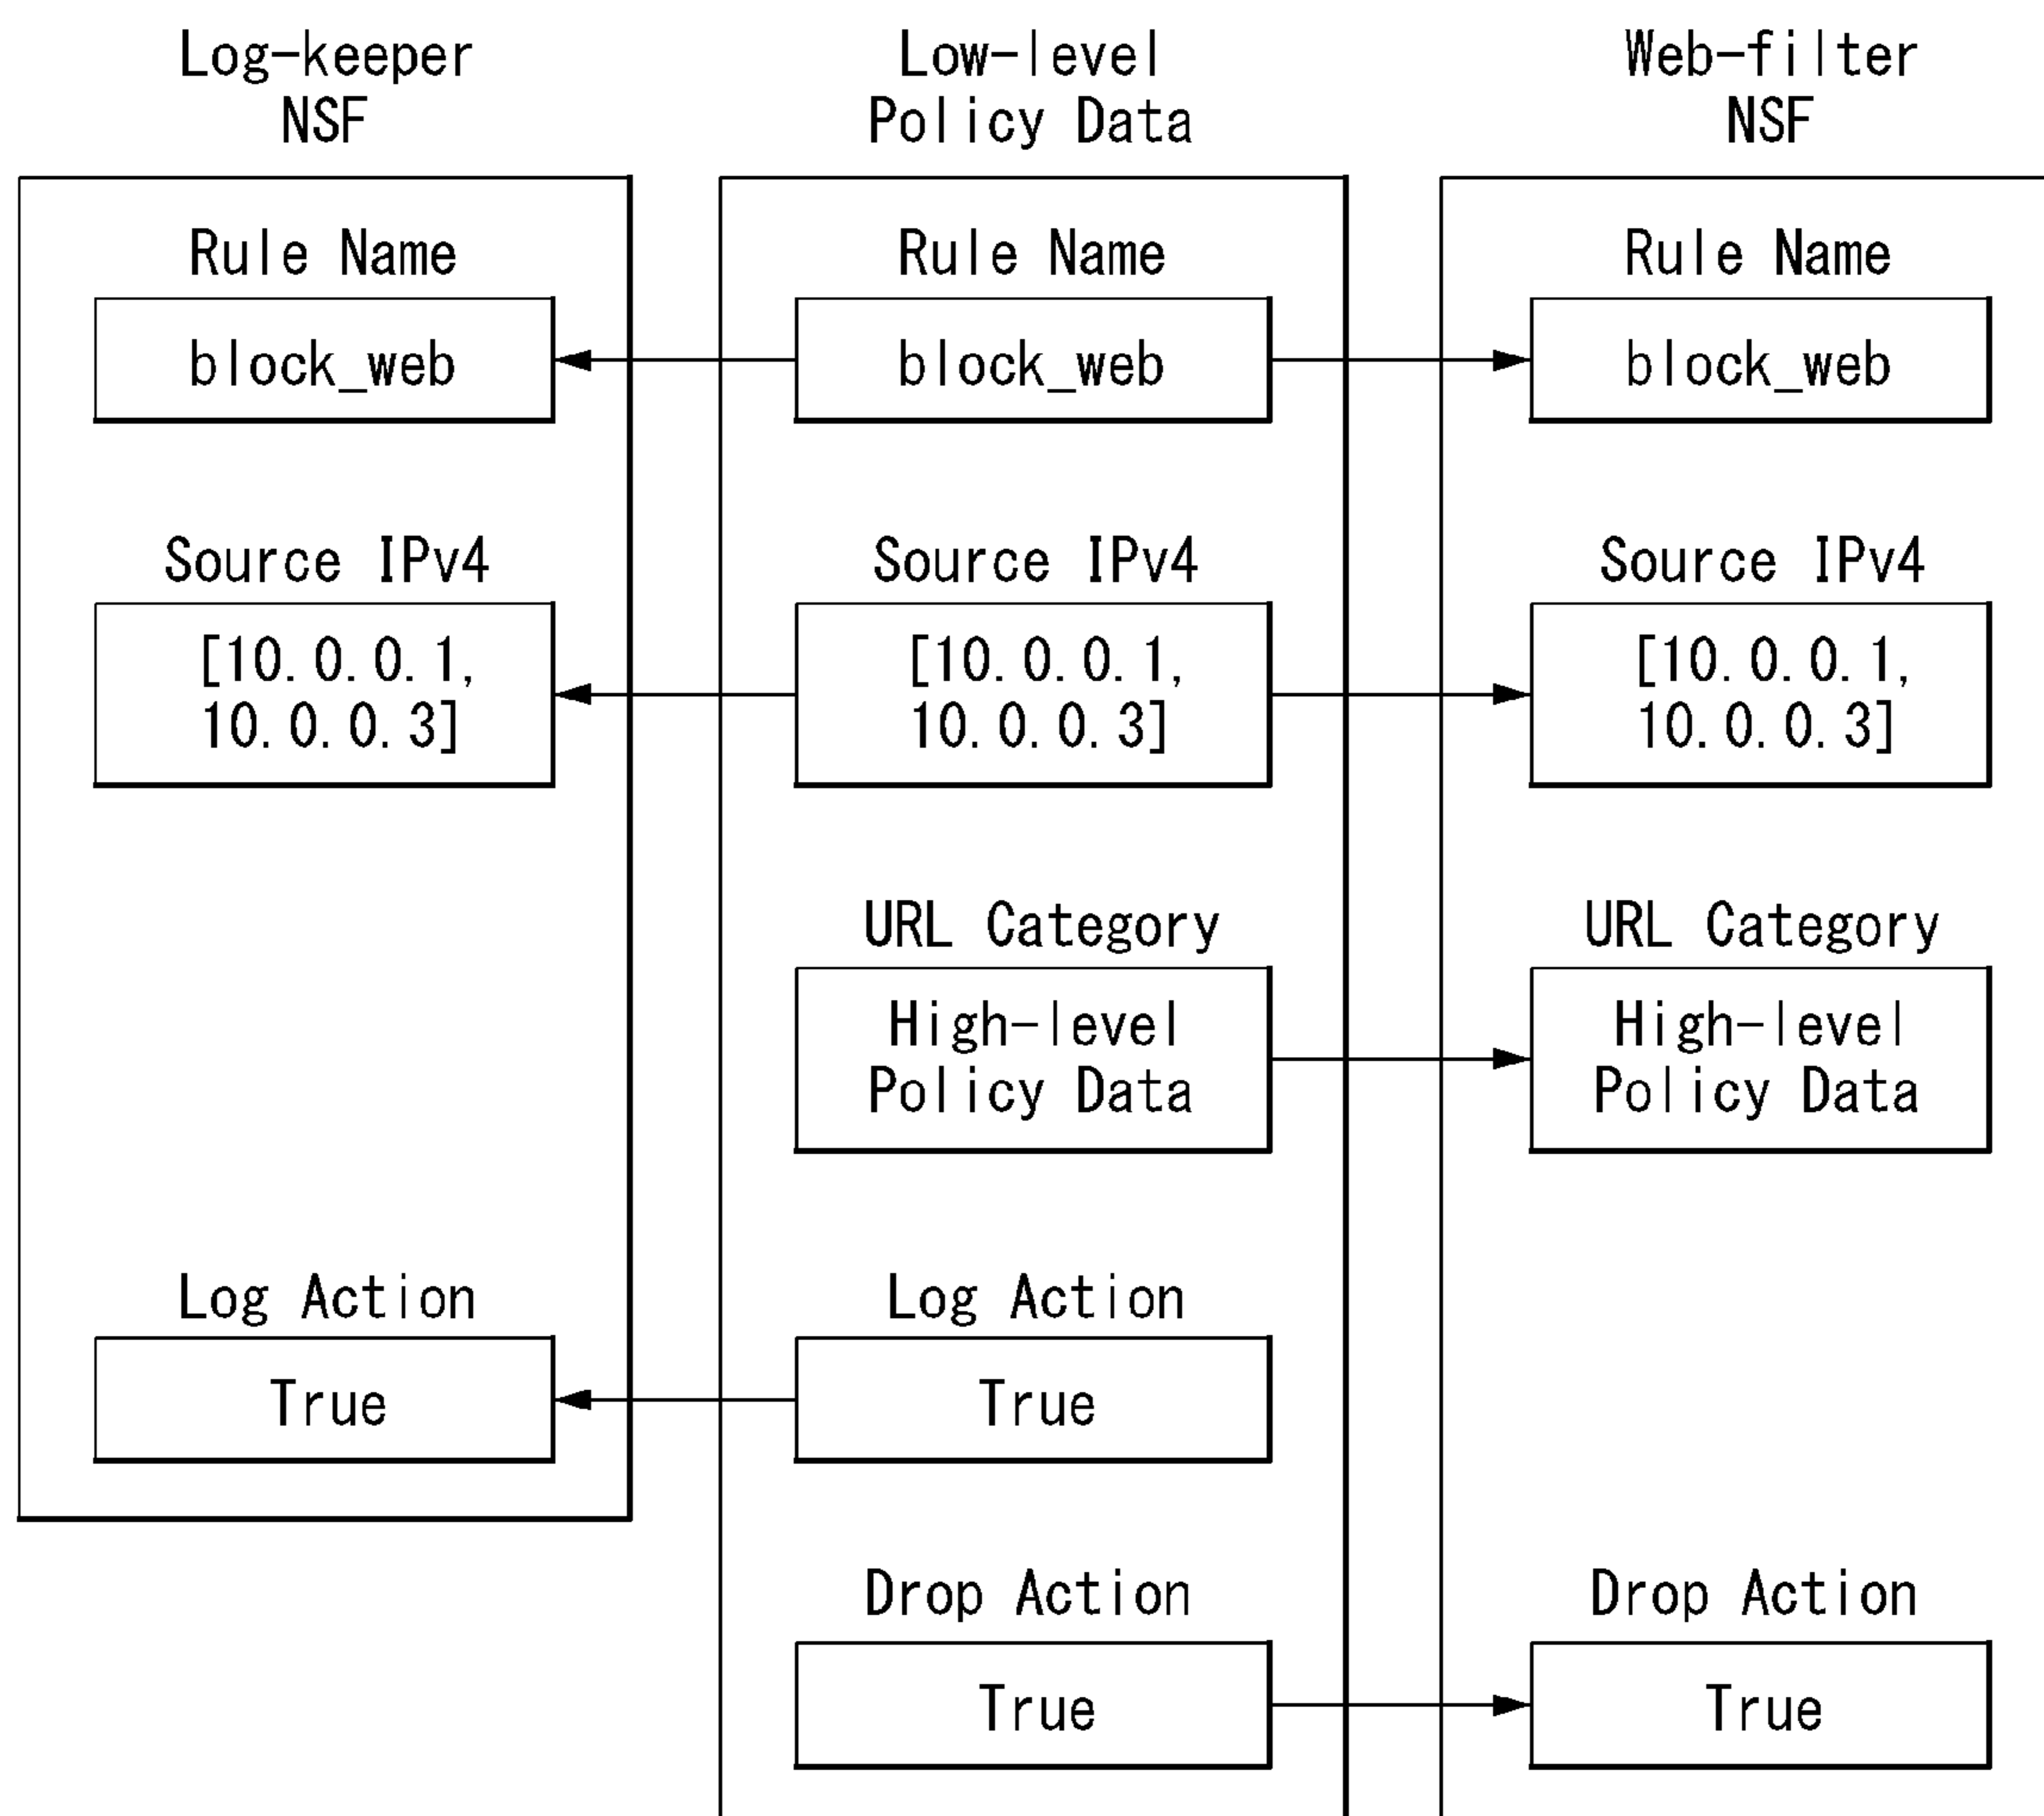 Log-keeper
NSF
Rule Name
block_web
Source IPv4
[10.0.0.1,
10.0.0.3]
Log Action
True
Low-level
Policy Data
Rule Name
block_web
Source IPv4
[10.0.0.1,
10.0.0.3]
URL Category
High-level
Policy Data
Log Action
True
Drop Action
True
Web-filter
NSF
Rule Name
block_web
Source IPv4
[10.0.0.1,
10.0.0.3]
URL Category
High-level
Policy Data
Drop Action
True